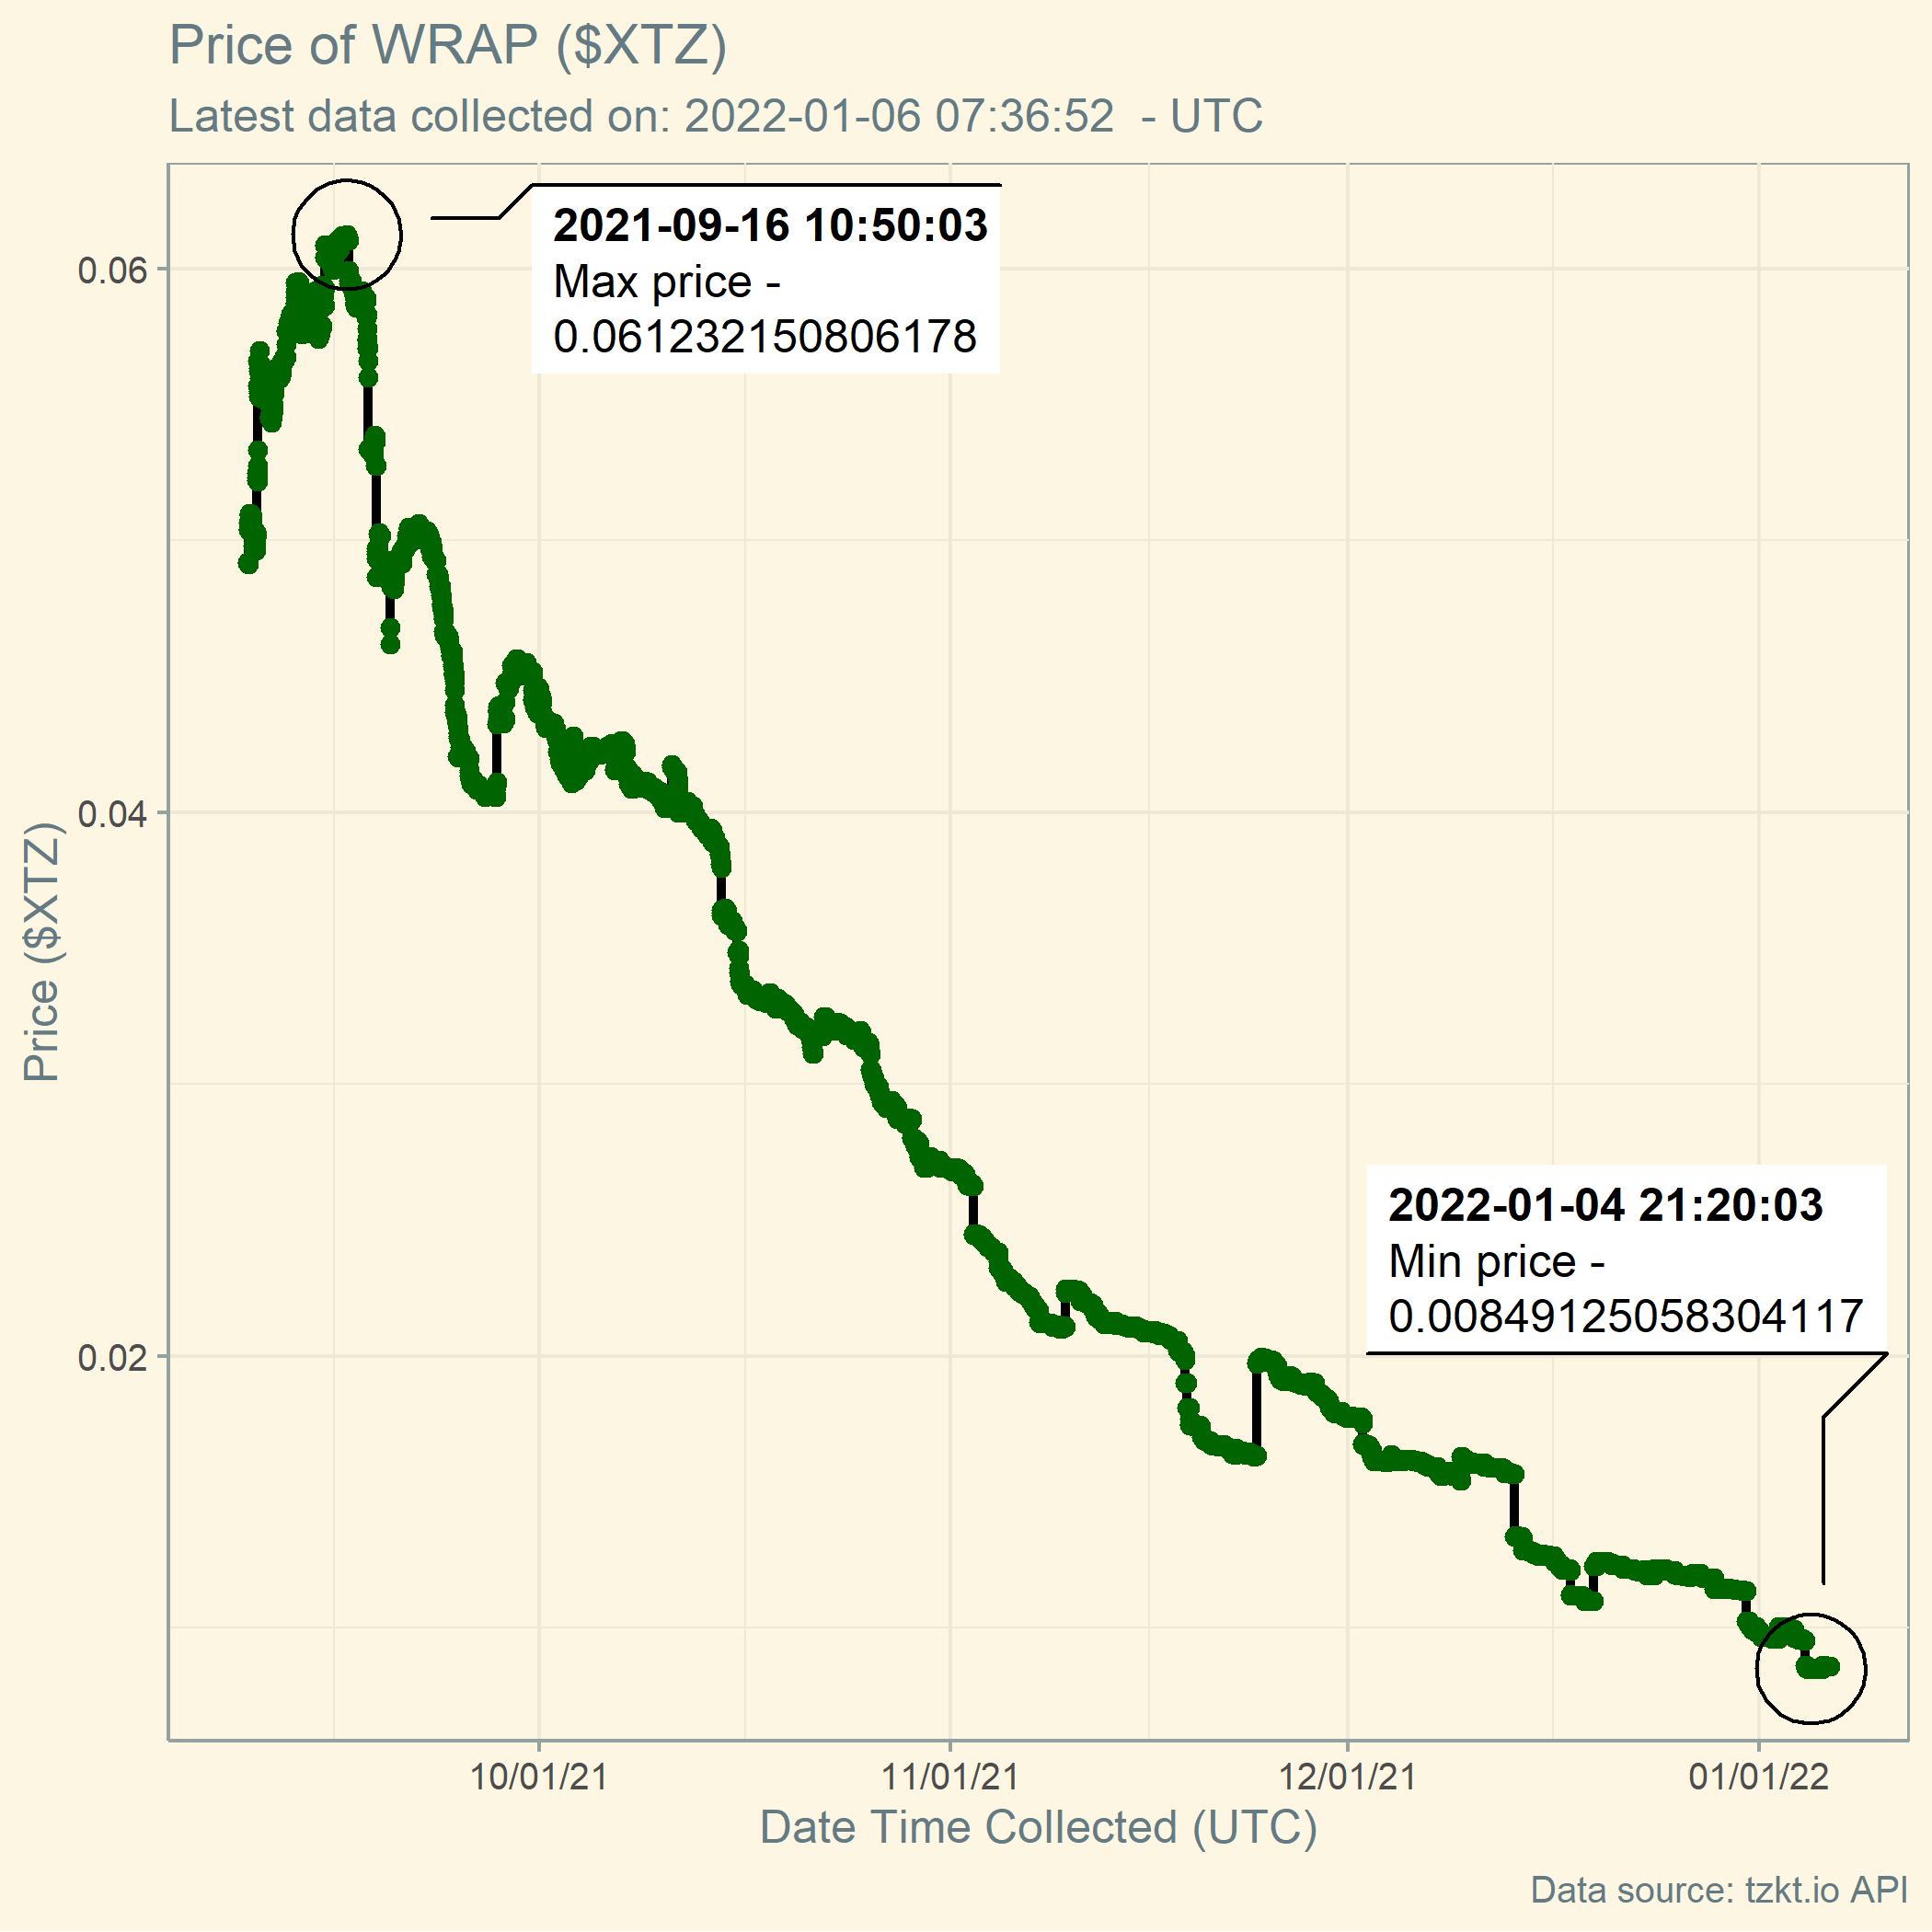 Price of WRAP ($XTZ)
Latest data collected on: 2022-01-06 07:36:52  - UTC
2021-09-16 10:50:03
Max price -
0.061232150806178
0.06
0.04
0.02
Price ($XTZ)
2022-01-04 21:20:03
Min price -
0.00849125058304117
10/01/21
11/01/21
12/01/21
01/01/22
Date Time Collected (UTC)
Data source: tzkt.io API